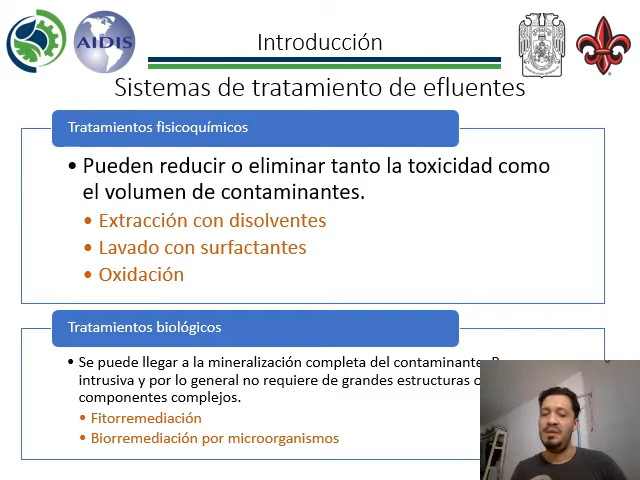 AIDIS
Introducción
Sistemas de tratamiento de efluentes
Tratamientos fisicoquímicos
• Pueden reducir o eliminar tanto la toxicidad como
el volumen de contaminantes.
• Extracción con disolventes
• Lavado con surfactantes
• Oxidación
Tratamientos biológicos
• Se puede llegar a la mineralización completa del contaminante.
intrusiva y por lo general no requiere de grandes estructuras
componentes complejos.
• Fitorremediación
• Biorremediación por microorganismos